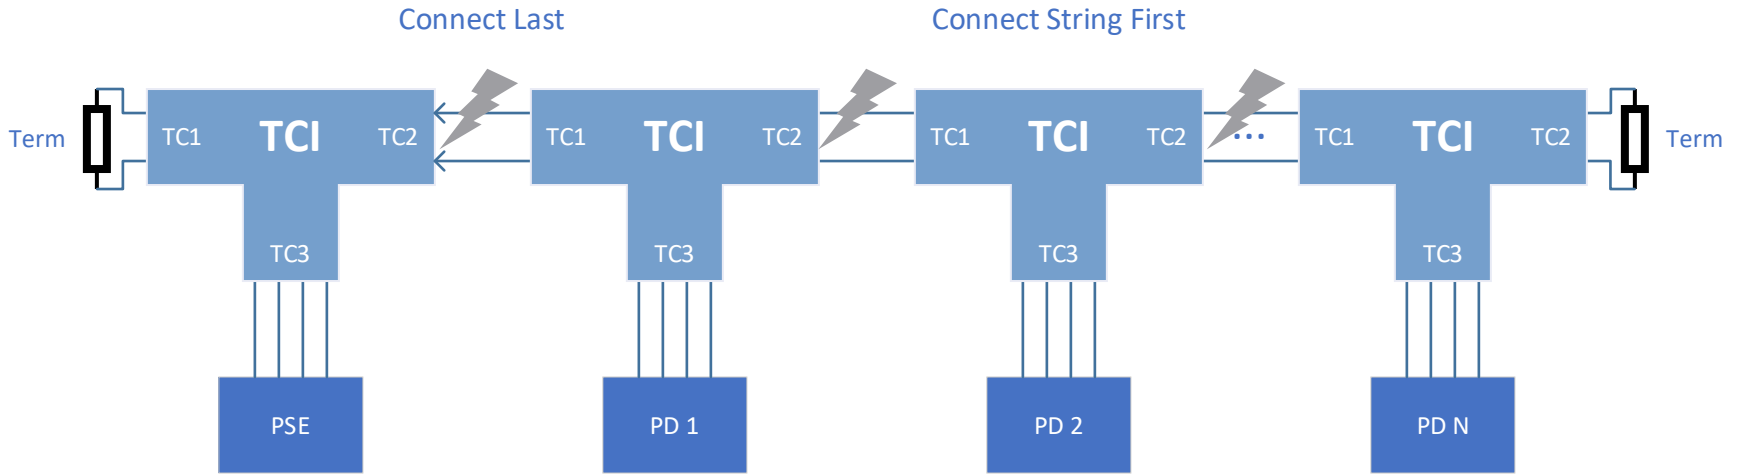 Connect Last
Connect String First
Term
TC1
TCI
TC2
TC1
TCI
TC2
TC1
TCI
TC2
...
TC1
TCI
TC2
Term
TC3
TC3
TC3
TC3
PSE
PD 1
PD 2
PD N